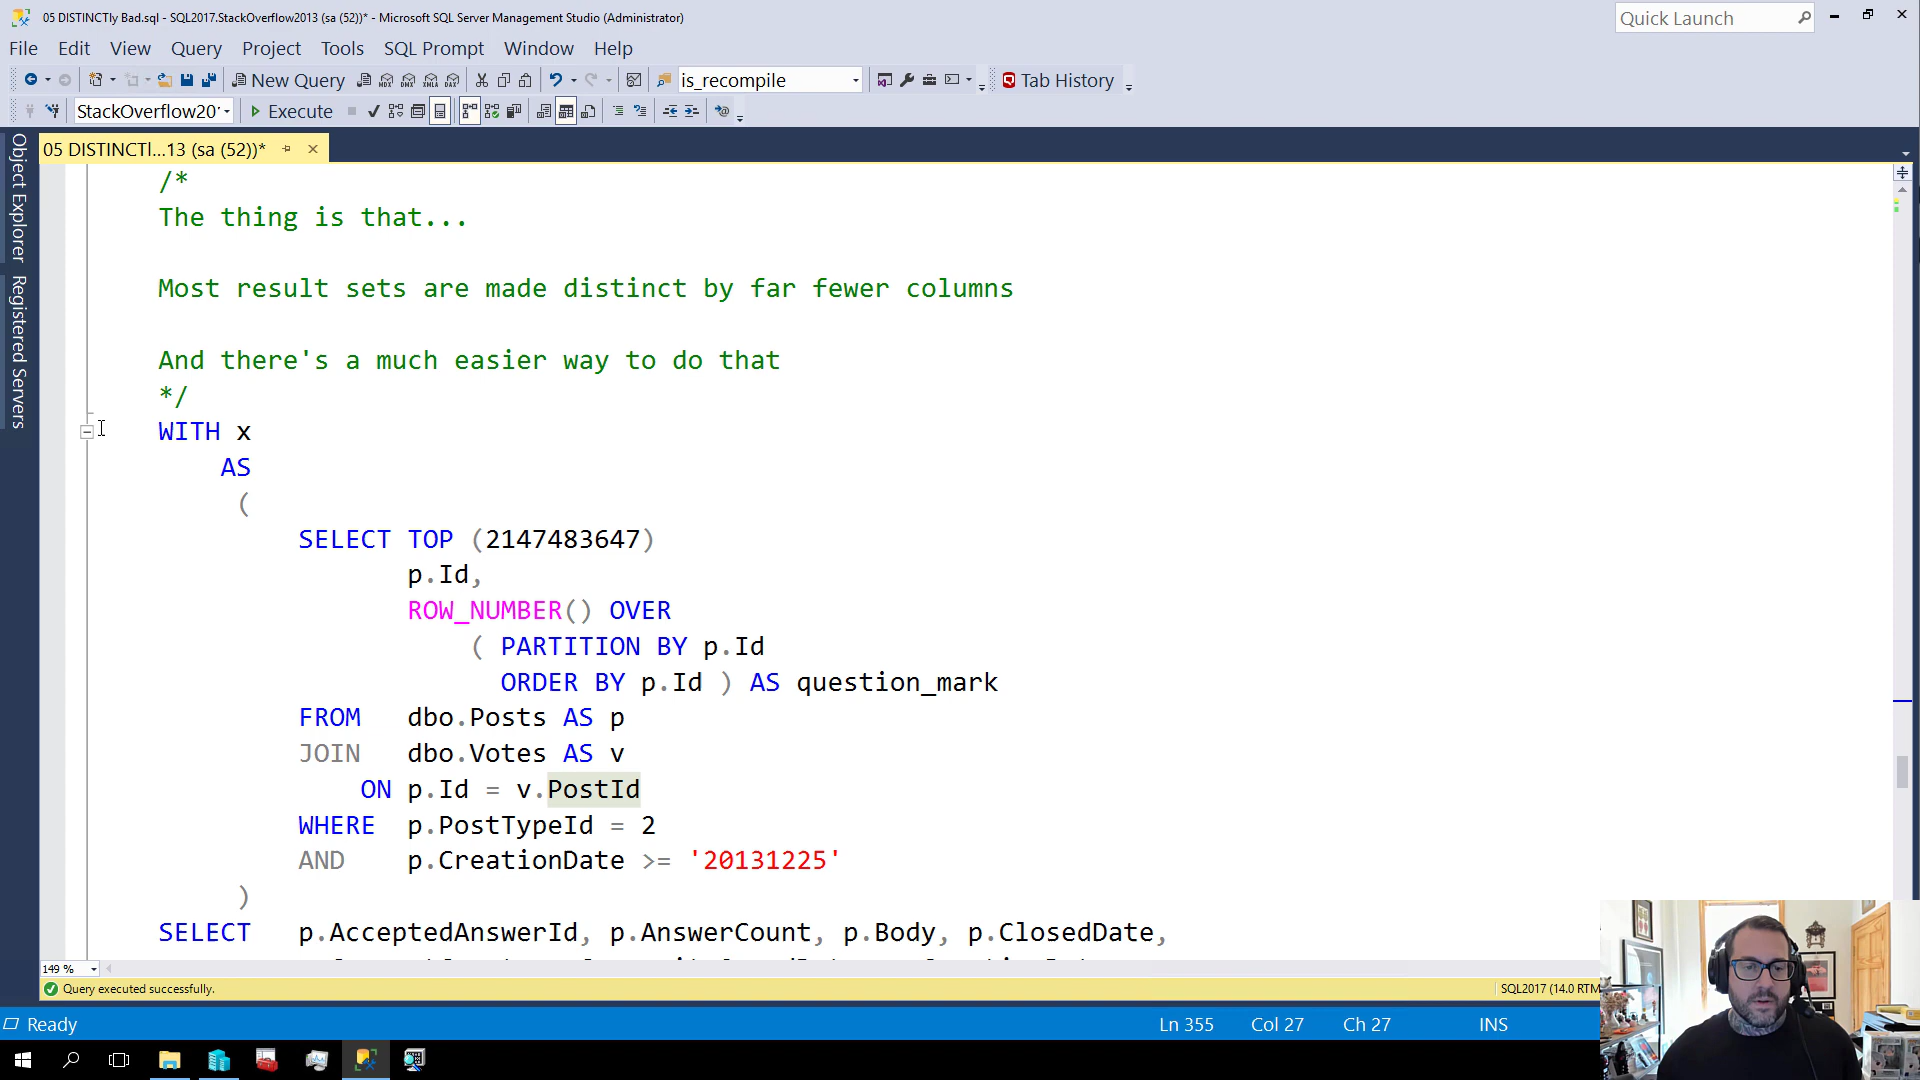 05 DISTINCTly Bad.sql - SQL2017.StackOverflow2013 (sa (52))* - Microsoft SQL Server Management Studio (Administrator)
Quick Launch
File Edit View Query Project Tools SQL Prompt Window Help
New Query
is_recompile
Tab History
StackOverflow20
Execute
05 DISTINCTl...13 (sa (52))*
Object Explorer
Registered Servers
/*
The thing is that...
Most result sets are made distinct by far fewer columns
And there's a much easier way to do that
*/
WITH x
AS
(
SELECT TOP (2147483647)
p.Id,
ROW_NUMBER() OVER
( PARTITION BY p.Id
ORDER BY p.Id ) AS question_mark
FROM dbo.Posts AS p
JOIN dbo.Votes AS v
ON p.Id = v.PostId
WHERE p.PostTypeId = 2
AND p.CreationDate >= '20131225'
)
SELECT p.AcceptedAnswerId, p.AnswerCount, p.Body, p.ClosedDate,
149 %
Query executed successfully.
SQL2017 (14.0 RTM
Ready
Ln 355 Col 27 Ch 27 INS